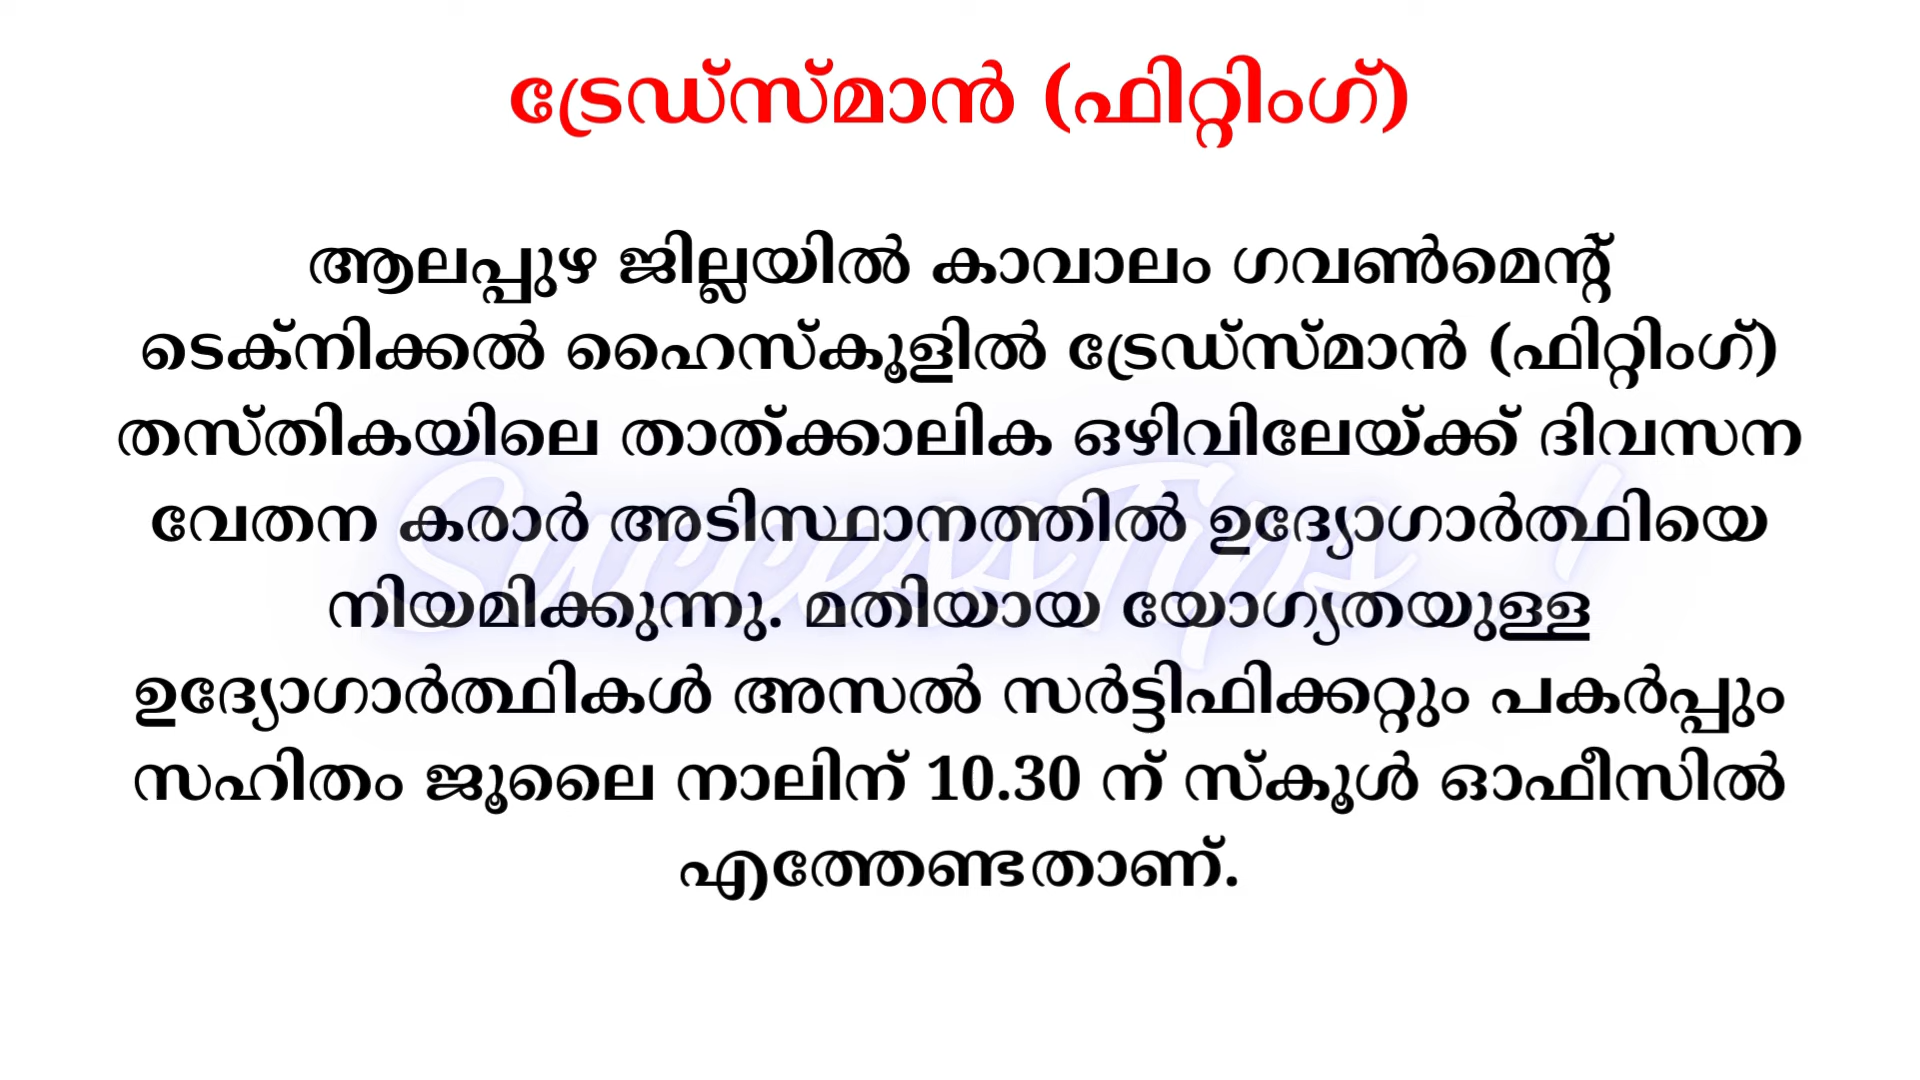 ട്രേഡ്സ്മാൻ (ഫിറ്റിംഗ്)
ആലപ്പുഴ ജില്ലയിൽ കാവാലം ഗവൺമെന്റ്
ടെക്നിക്കൽ ഹൈസ്കൂളിൽ ട്രേഡ്സ്മാൻ (ഫിറ്റിംഗ്)
തസ്തികയിലെ താത്ക്കാലിക ഒഴിവിലേയ്ക്ക് ദിവസന
വേതന കരാർ അടിസ്ഥാനത്തിൽ ഉദ്യോഗാർത്ഥിയെ
നിയമിക്കുന്നു. മതിയായ യോഗ്യതയുള്ള
ഉദ്യോഗാർത്ഥികൾ അസൽ സർട്ടിഫിക്കറ്റും പകർപ്പും
സഹിതം ജൂലൈ നാലിന് 10.30 ന് സ്കൂൾ ഓഫീസിൽ
എത്തേണ്ടതാണ്.
SuccessTips !